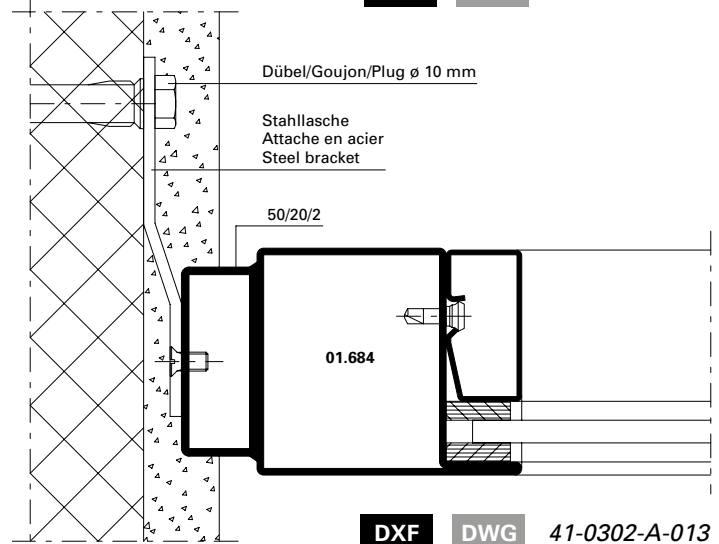 Dübel/Goujon/Plug ø 10 mm
Stahllasche
Attache en acier
Steel bracket
50/20/2
01.684
DXF DWG 41-0302-A-013